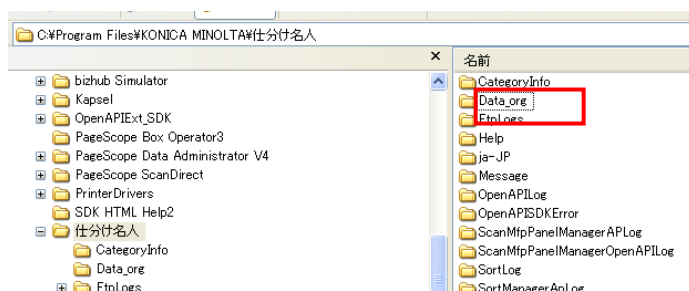 C:¥Program Files¥KONICA MINOLTA¥仕分け名人
×
bizhub Simulator
Kapsel
OpenAPIExt_SDK
PageScope Box Operator3
PageScope Data Administrator V4
PageScope ScanDirect
PrinterDrivers
SDK HTML Help2
仕分け名人
CategoryInfo
Data_org
FtpLogs
名前
CategoryInfo
Data_org
FtpLogs
Help
ja-JP
Message
OpenAPILog
OpenAPISDKError
ScanMfpPanelManagerAPLog
ScanMfpPanelManagerOpenAPILog
SortLog
SortManagerApLog